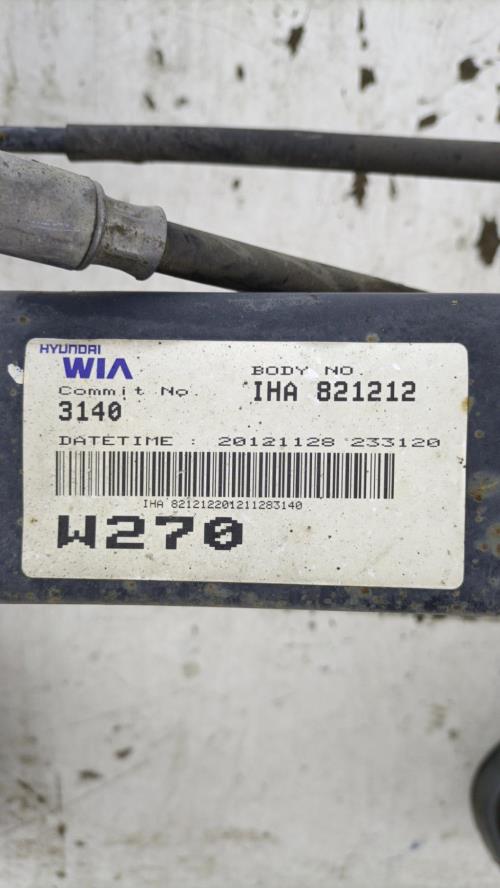 HYUNDAI
WIA
BODY NO.
Commit No.
IHA 821212
3140
DATETIME : 20121128 233120
IHA 821212201211283140
W270